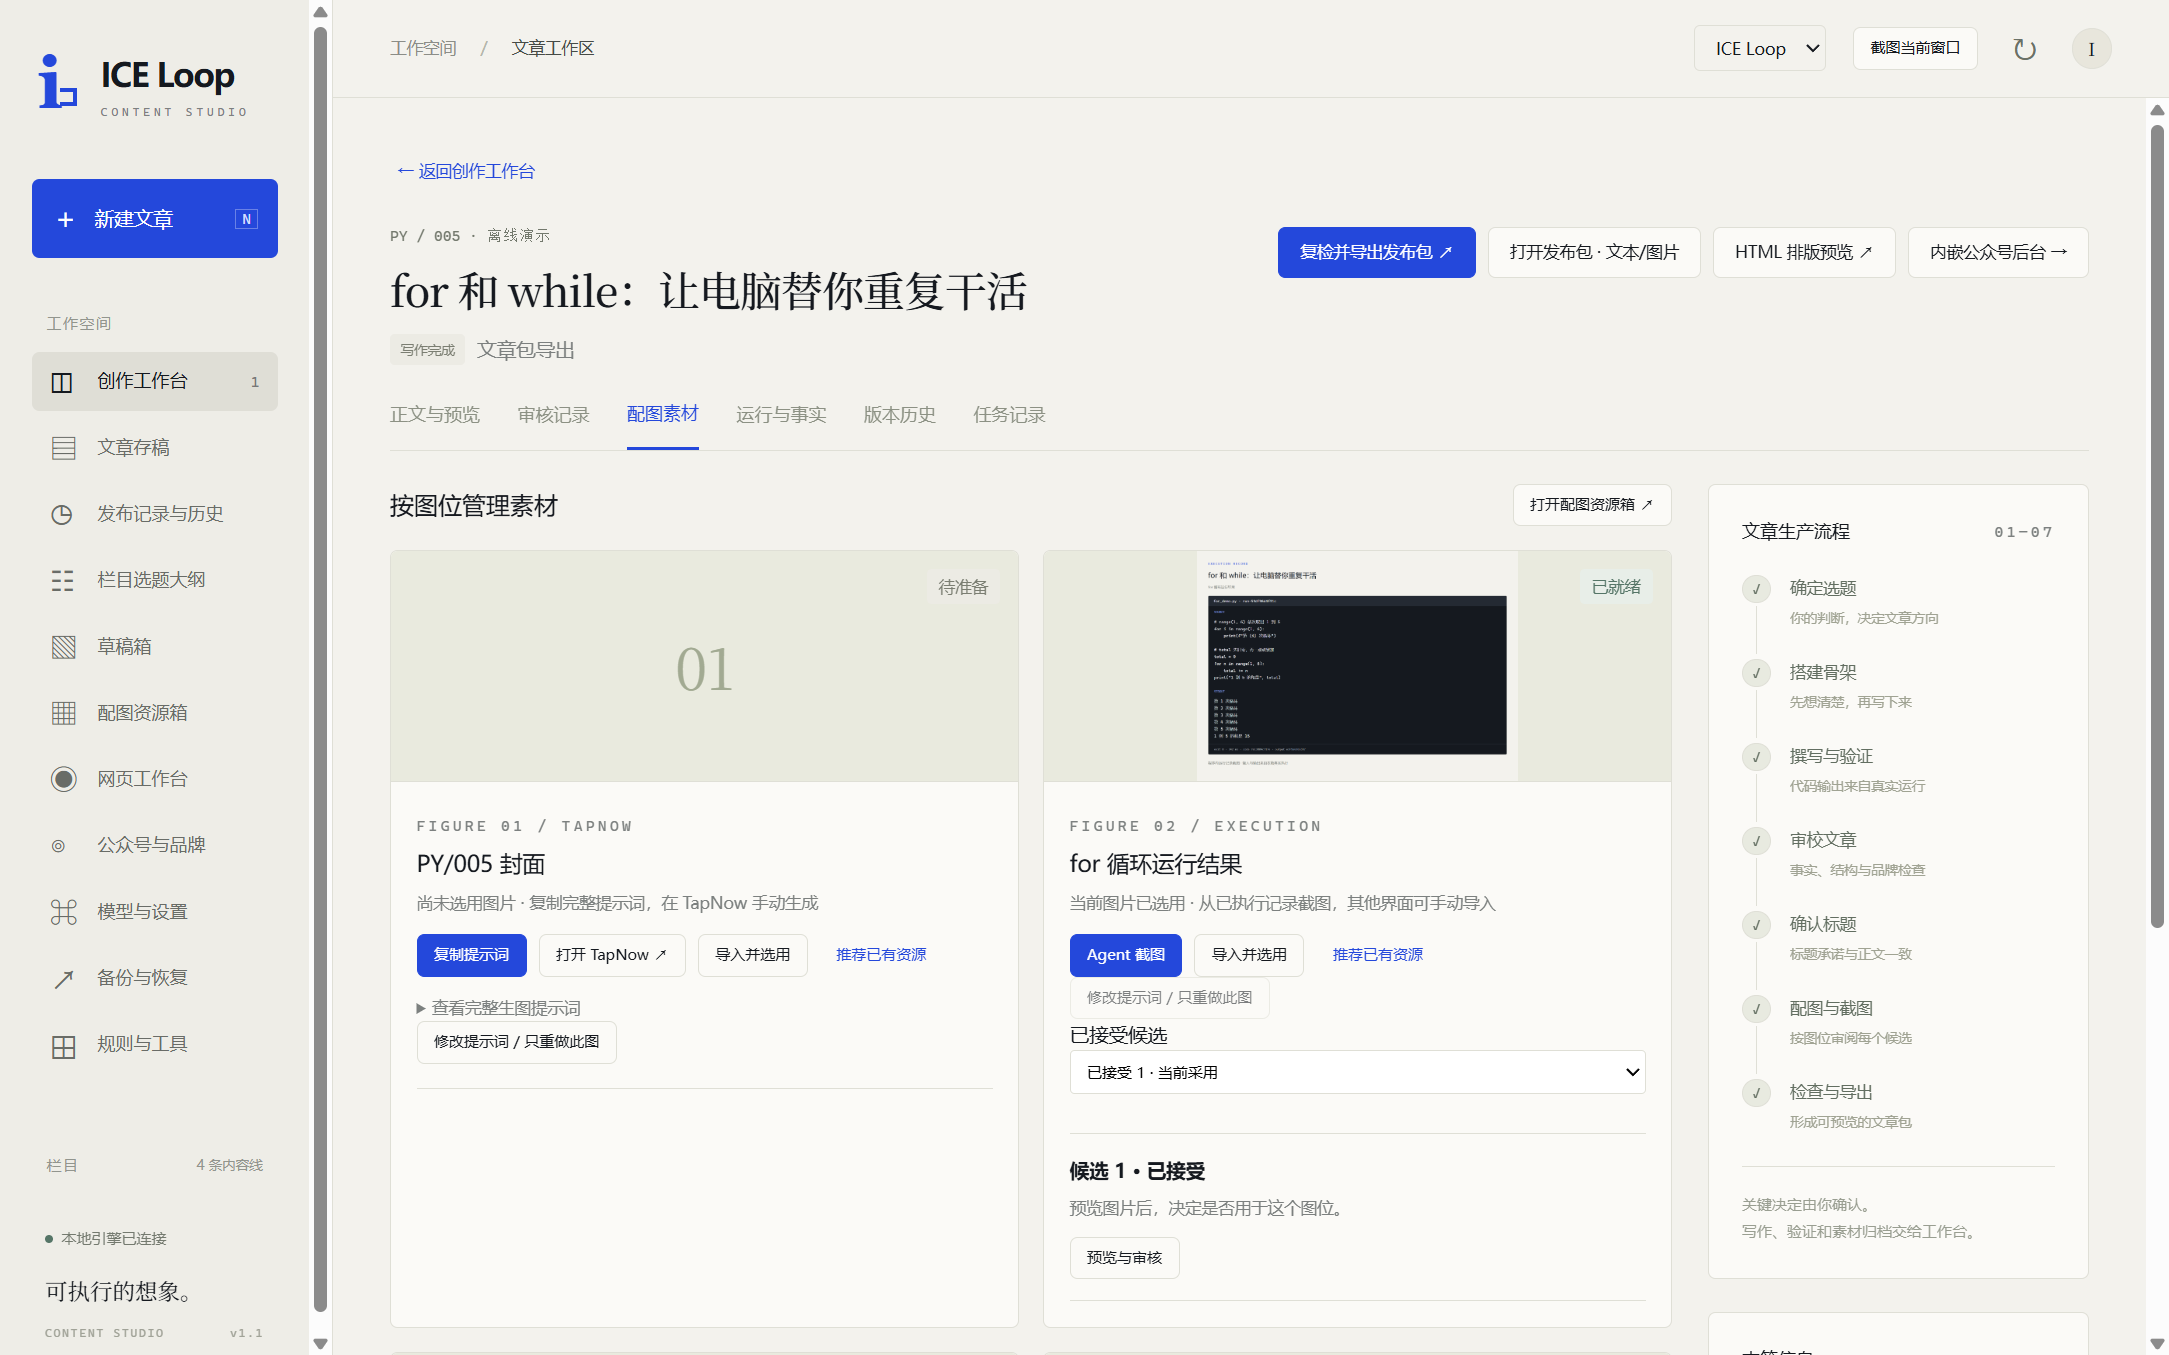 ICE Loop
CONTENT STUDIO
+ 新建文章 N
工作空间
创作工作台 1
文章存稿
发布记录与历史
栏目选题大纲
草稿箱
配图资源箱
网页工作台
公众号与品牌
模型与设置
备份与恢复
规则与工具
栏目 4 条内容线
本地引擎已连接
可执行的想象。
CONTENT STUDIO v1.1
工作空间 / 文章工作区
ICE Loop 截图当前窗口 I
← 返回创作工作台
PY / 005 · 离线演示
for 和 while：让电脑替你重复干活
写作完成 文章包导出
复检并导出发布包 ↗ 打开发布包 · 文本/图片 HTML 排版预览 ↗ 内嵌公众号后台 →
正文与预览 审核记录 配图素材 运行与事实 版本历史 任务记录
按图位管理素材 打开配图资源箱 ↗
待准备
01
FIGURE 01 / TAPNOW
PY/005 封面
尚未选用图片 · 复制完整提示词，在 TapNow 手动生成
复制提示词 打开 TapNow ↗ 导入并选用 推荐已有资源
▶ 查看完整生图提示词
修改提示词 / 只重做此图
已就绪
for 和 while：让电脑替你重复干活
FIGURE 02 / EXECUTION
for 循环运行结果
当前图片已选用 · 从已执行记录截图，其他界面可手动导入
Agent 截图 导入并选用 推荐已有资源
修改提示词 / 只重做此图
已接受候选
已接受 1 · 当前采用
候选 1 · 已接受
预览图片后，决定是否用于这个图位。
预览与审核
文章生产流程 01—07
✓ 确定选题
你的判断，决定文章方向
✓ 搭建骨架
先想清楚，再写下来
✓ 撰写与验证
代码输出来自真实运行
✓ 审校文章
事实、结构与品牌检查
✓ 确认标题
标题承诺与正文一致
✓ 配图与截图
按图位审阅每个候选
✓ 检查与导出
形成可预览的文章包
关键决定由你确认。
写作、验证和素材归档交给工作台。